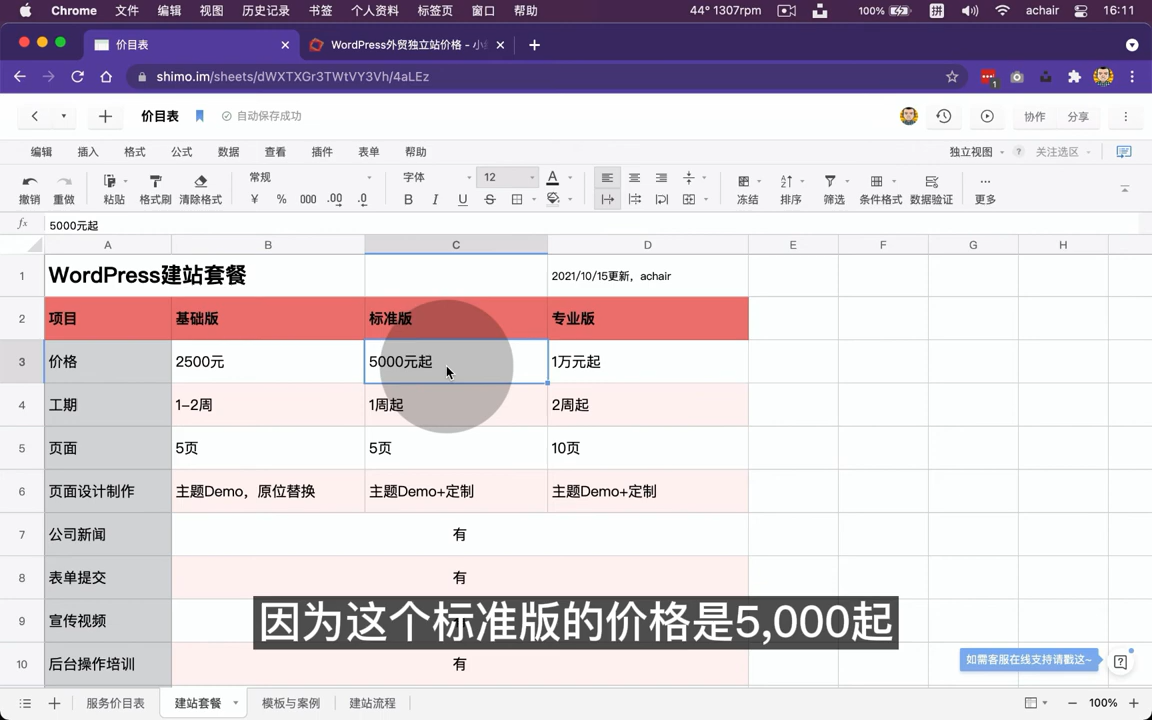 Chrome 文件 编辑 视图 历史记录 书签 个人资料 标签页 窗口 帮助 44° 1307rpm 100% 拼 achair 16:11
价目表 WordPress外贸独立站价格 - 小
shimo.im/sheets/dWXTXGr3TWtVY3Vh/4aLEz 1
价目表 自动保存成功 协作 分享
编辑 插入 格式 公式 数据 查看 插件 表单 帮助 独立视图 ? 关注选区
撤销 重做 粘贴 格式刷 清除格式 常规 字体 12 A 冻结 排序 筛选 条件格式 数据验证 更多
¥ % 000 .00 .0 B I U S
fx 5000元起
A B C D E F G H
1 WordPress建站套餐 2021/10/15更新，achair
2 项目 基础版 标准版 专业版
3 价格 2500元 5000元起 1万元起
4 工期 1-2周 1周起 2周起
5 页面 5页 5页 10页
6 页面设计制作 主题Demo，原位替换 主题Demo+定制 主题Demo+定制
7 公司新闻 有
8 表单提交 有
9 宣传视频
因为这个标准版的价格是5,000起
10 后台操作培训 有
如需客服在线支持请戳这~
服务价目表 建站套餐 模板与案例 建站流程 100%